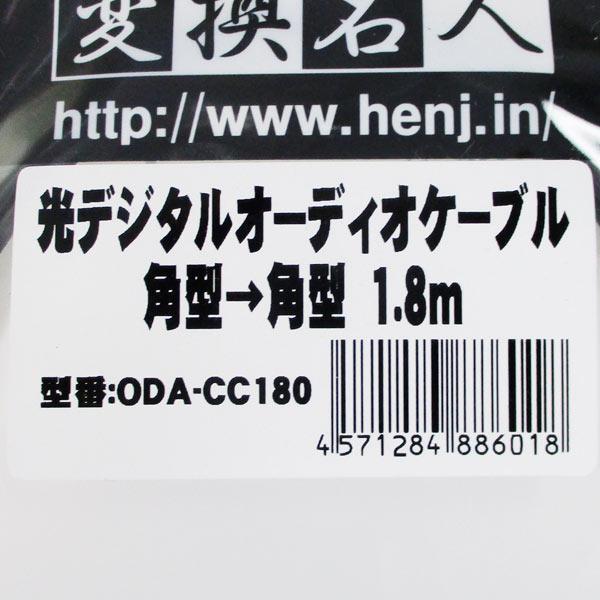 変換名人
http://www.henj.in/
光デジタルオーディオケーブル
角型→角型 1.8m
型番:ODA-CC180
4571284886018